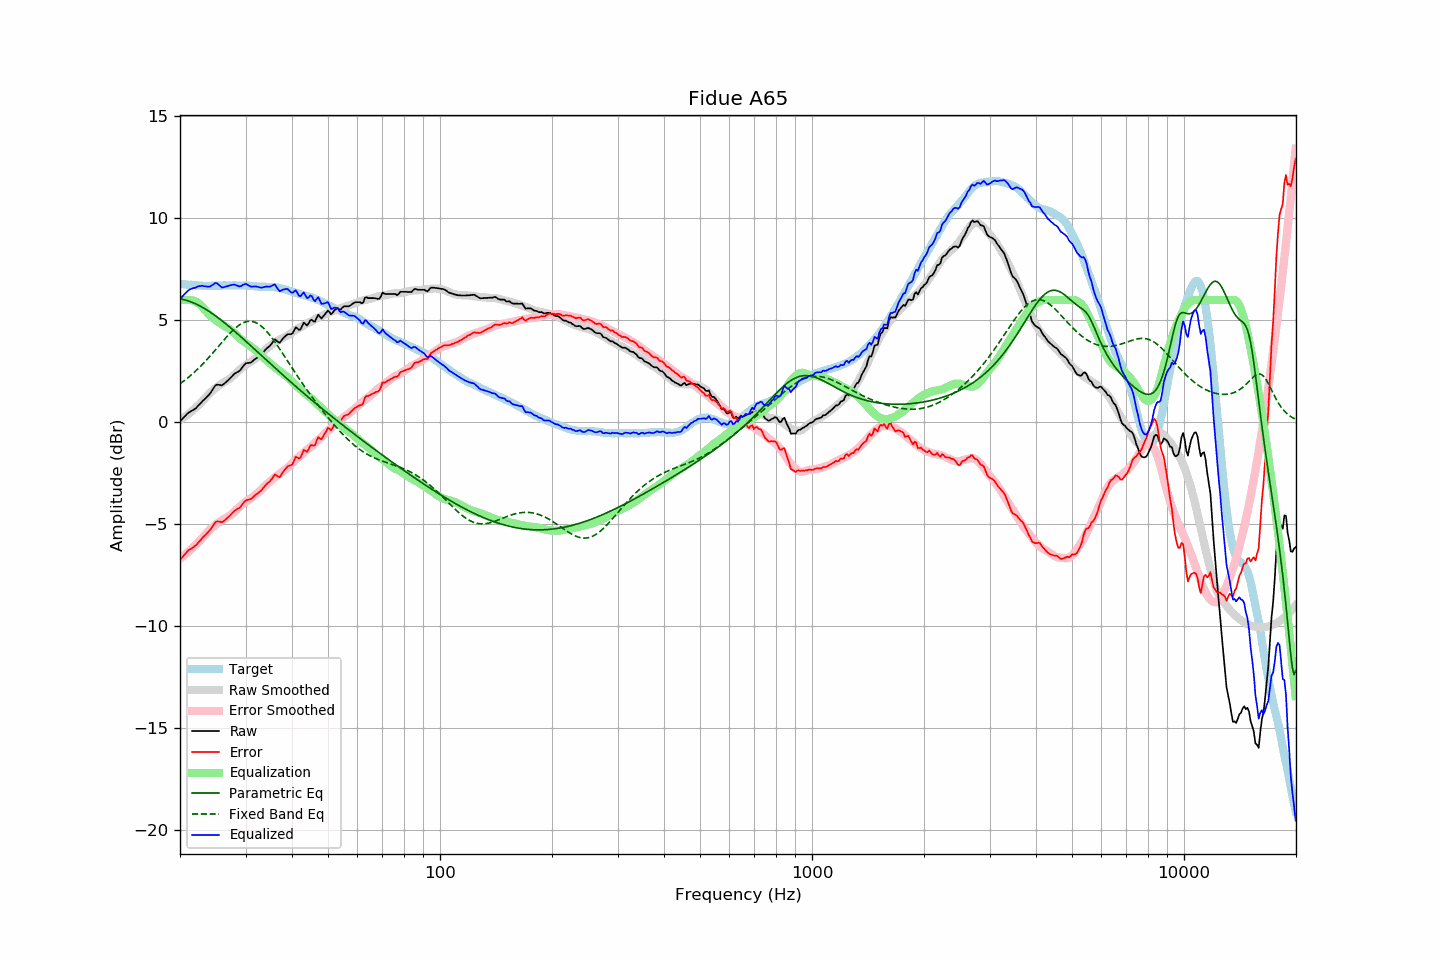 Fidue A65
15
10
5
0
−5
−10
−15
−20
Amplitude (dBr)
Target
Raw Smoothed
Error Smoothed
Raw
Error
Equalization
Parametric Eq
Fixed Band Eq
Equalized
100
1000
10000
Frequency (Hz)